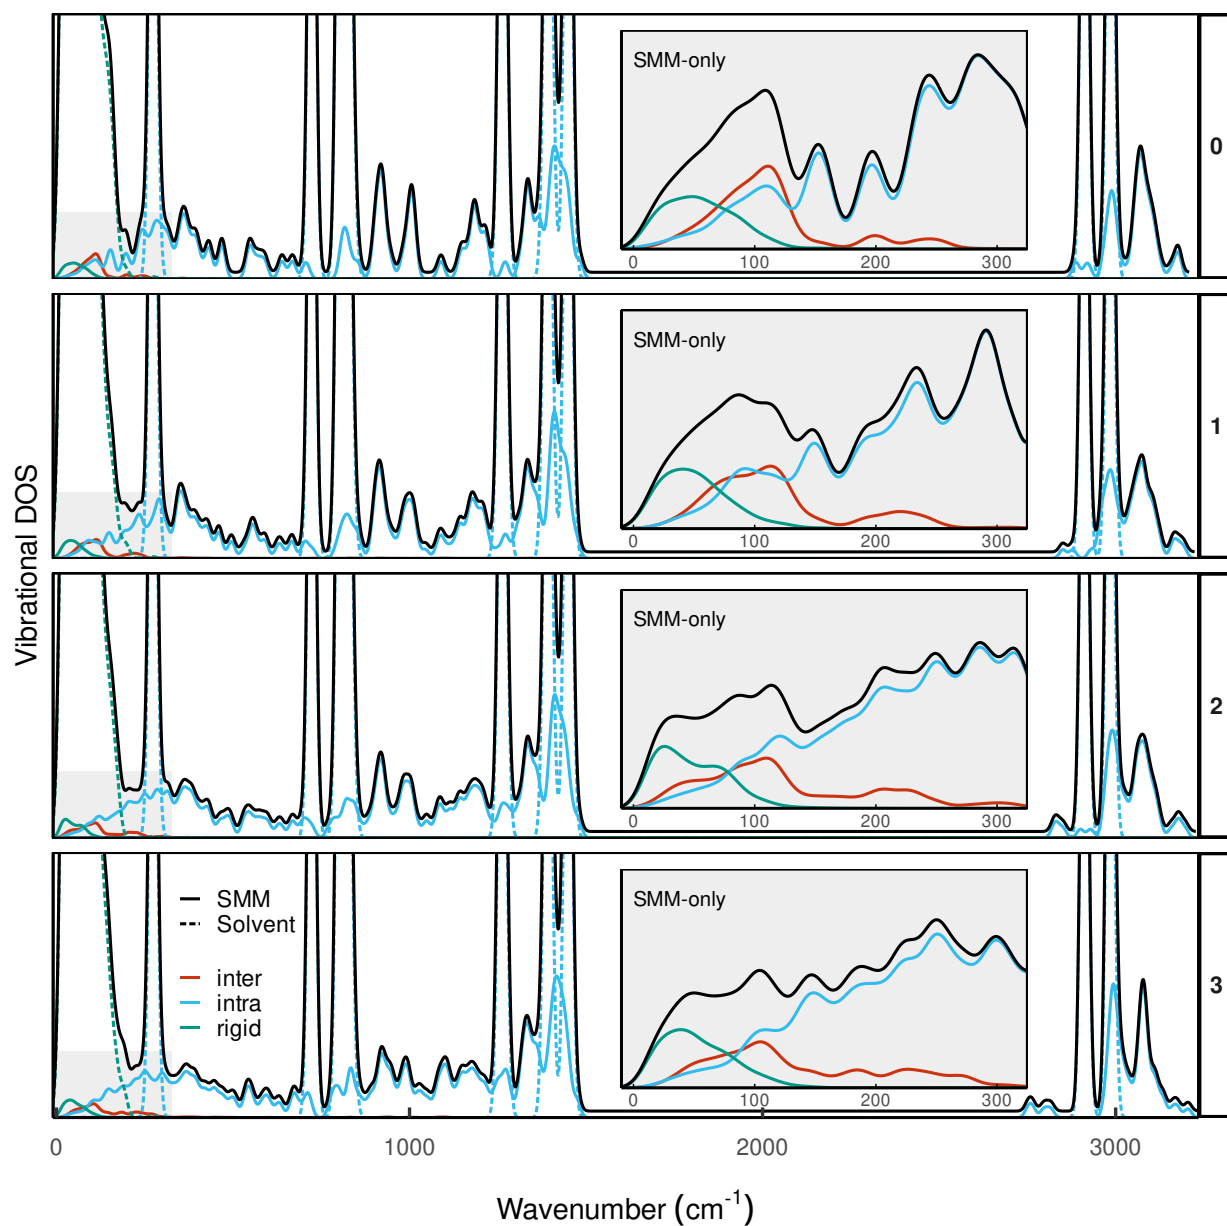 SMM-only
0 100 200 300
0
SMM-only
0 100 200 300
1
Vibrational DOS
SMM-only
0 100 200 300
2
SMM
Solvent
inter
intra
rigid
SMM-only
0 100 200 300
3
0 1000 2000 3000
Wavenumber (cm⁻¹)